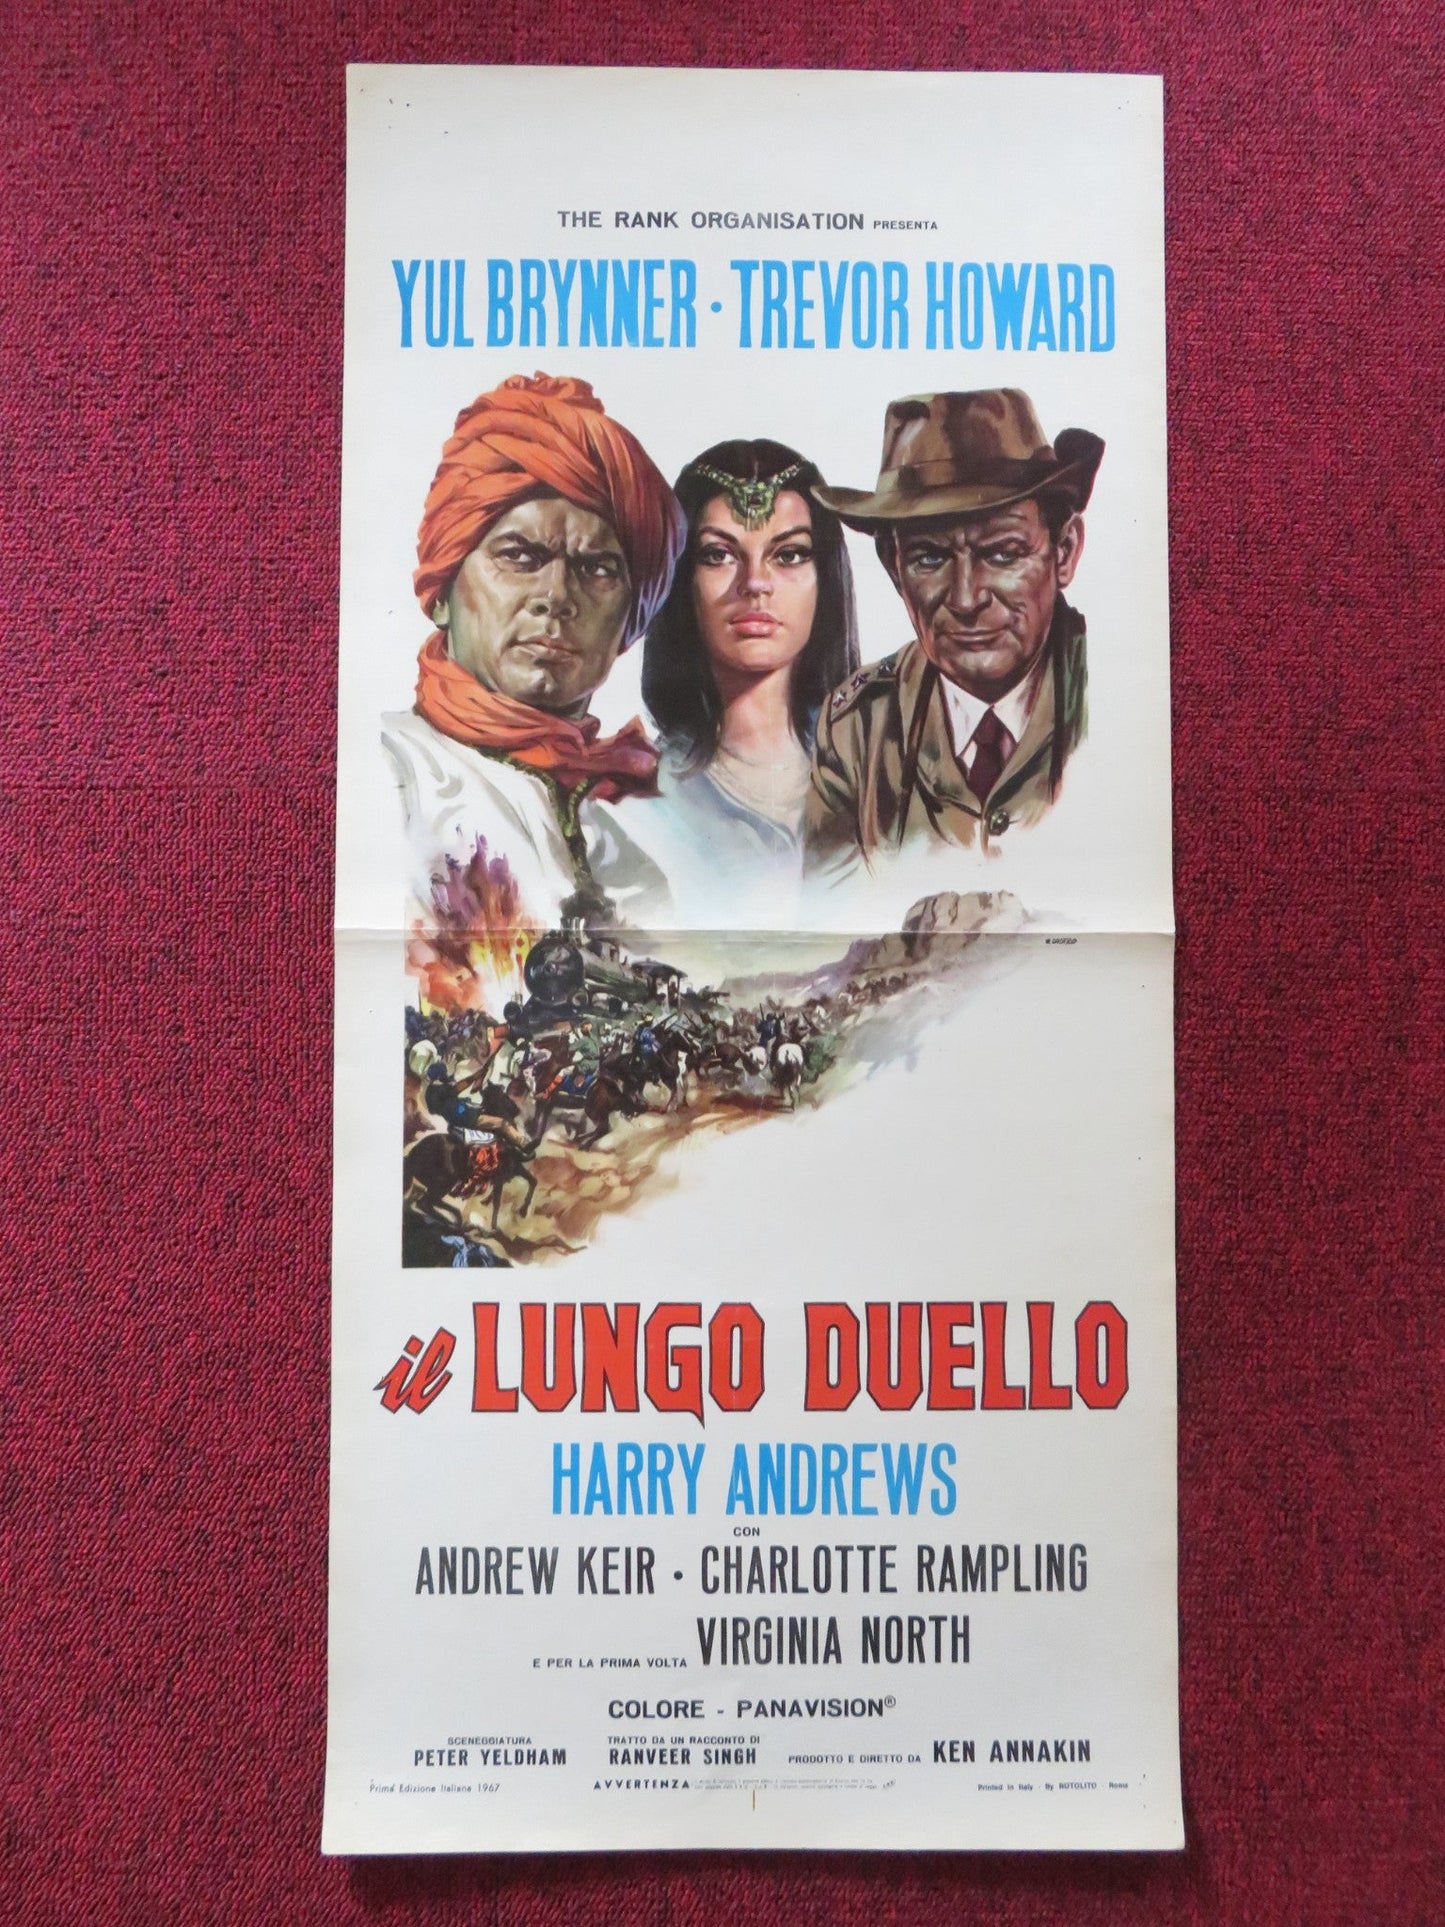 THE RANK ORGANISATION PRESENTA
YUL BRYNNER · TREVOR HOWARD
il LUNGO DUELLO
HARRY ANDREWS
CON
ANDREW KEIR · CHARLOTTE RAMPLING
E PER LA PRIMA VOLTA VIRGINIA NORTH
COLORE - PANAVISION®
SCENEGGIATURA
PETER YELDHAM
TRATTO DA UN RACCONTO DI
RANVEER SINGH
PRODOTTO E DIRETTO DA KEN ANNAKIN
Prima Edizione Italiana 1967
AVVERTENZA
Printed in Italy - By ROTOLITO - Roma